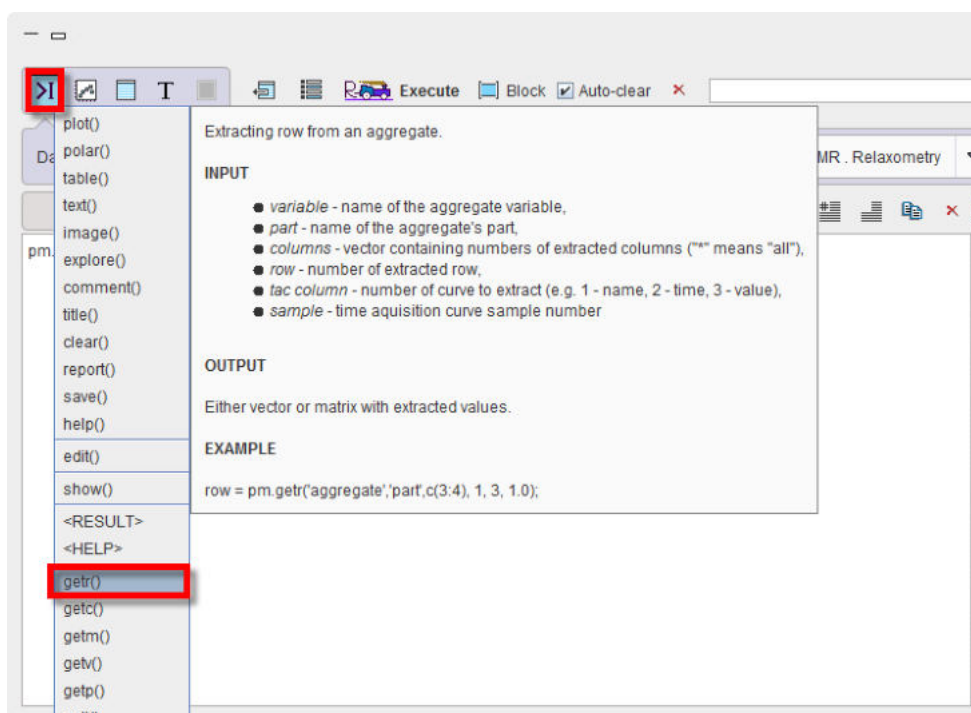 >I T R Execute Block Auto-clear
plot()
polar()
table()
text()
image()
explore()
comment()
title()
clear()
report()
save()
help()
edit()
show()
<RESULT>
<HELP>
getr()
getc()
getm()
getv()
getp()
Da
pm.
Extracting row from an aggregate.
INPUT
variable - name of the aggregate variable,
part - name of the aggregate's part,
columns - vector containing numbers of extracted columns ("*" means "all"),
row - number of extracted row,
tac column - number of curve to extract (e.g. 1 - name, 2 - time, 3 - value),
sample - time aquisition curve sample number
OUTPUT
Either vector or matrix with extracted values.
EXAMPLE
row = pm.getr('aggregate','part',c(3:4), 1, 3, 1.0);
MR . Relaxometry